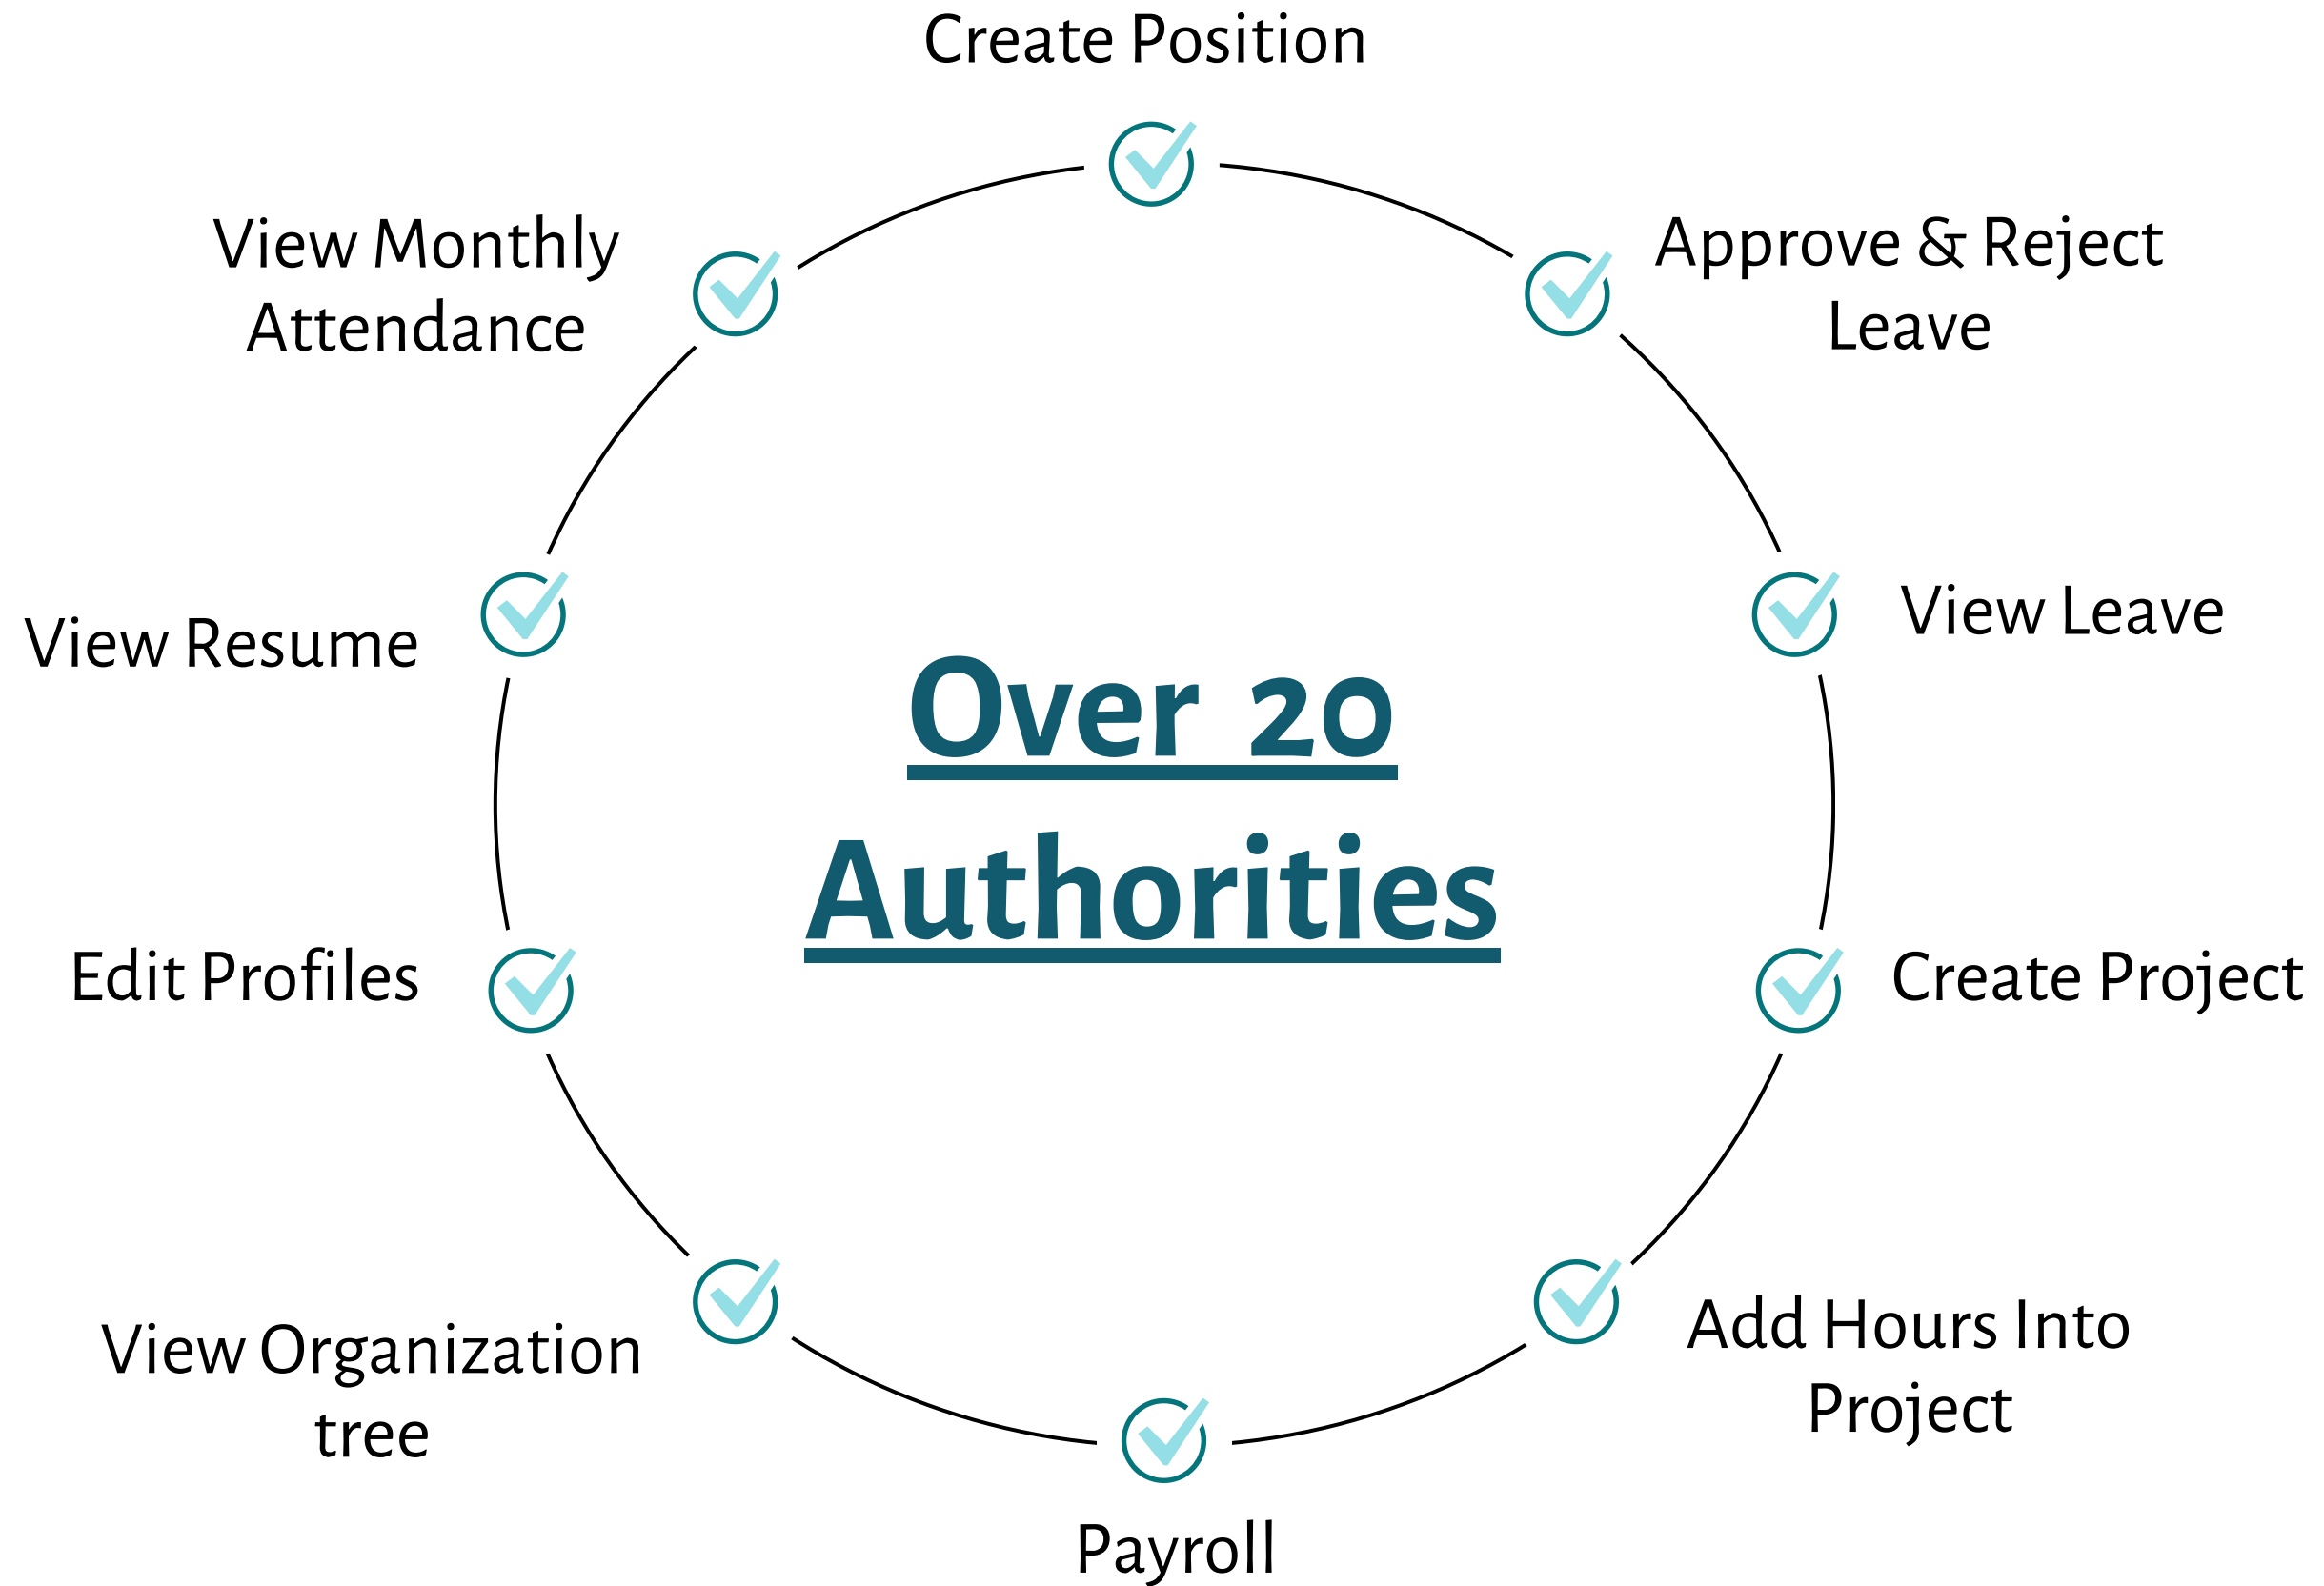 Create Position
View Monthly
Attendance
Approve & Reject
Leave
View Resume
View Leave
Over 20
Authorities
Edit Profiles
Create Project
View Organization
tree
Add Hours Into
Project
Payroll